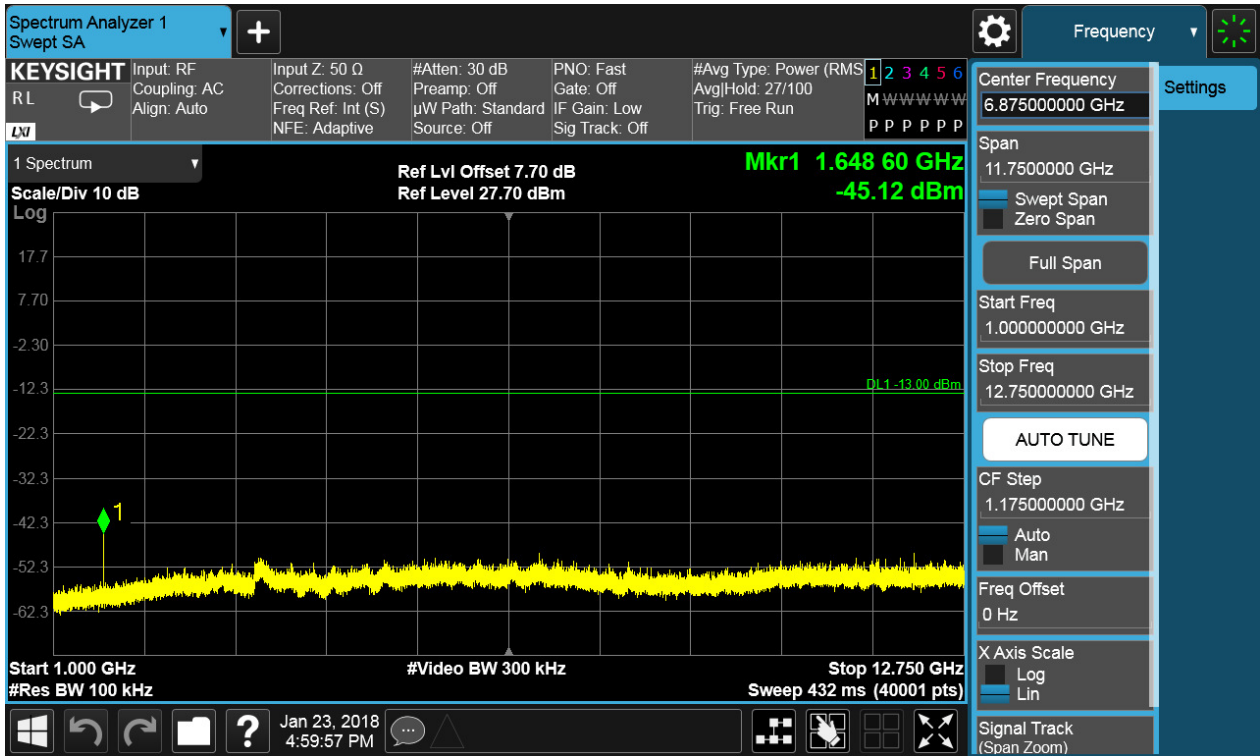 Spectrum Analyzer 1
Swept SA
Frequency
KEYSIGHT
RL
LXI
Input: RF
Coupling: AC
Align: Auto
Input Z: 50 Ω
Corrections: Off
Freq Ref: Int (S)
NFE: Adaptive
#Atten: 30 dB
Preamp: Off
µW Path: Standard
Source: Off
PNO: Fast
Gate: Off
IF Gain: Low
Sig Track: Off
#Avg Type: Power (RMS
Avg|Hold: 27/100
Trig: Free Run
1 2 3 4 5 6
M W W W W W
P P P P P P
1 Spectrum
Scale/Div 10 dB
Log
Ref Lvl Offset 7.70 dB
Ref Level 27.70 dBm
Mkr1 1.648 60 GHz
-45.12 dBm
17.7
7.70
-2.30
-12.3
DL1 -13.00 dBm
-22.3
-32.3
1
-42.3
-52.3
-62.3
Start 1.000 GHz
#Video BW 300 kHz
Stop 12.750 GHz
#Res BW 100 kHz
Sweep 432 ms (40001 pts)
Jan 23, 2018
4:59:57 PM
Center Frequency
6.875000000 GHz
Settings
Span
11.7500000 GHz
Swept Span
Zero Span
Full Span
Start Freq
1.000000000 GHz
Stop Freq
12.750000000 GHz
AUTO TUNE
CF Step
1.175000000 GHz
Auto
Man
Freq Offset
0 Hz
X Axis Scale
Log
Lin
Signal Track
(Span Zoom)